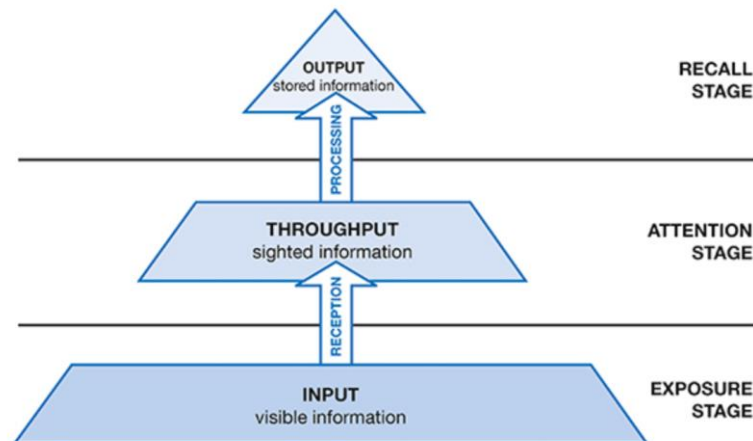 OUTPUT
stored information
RECALL
STAGE
PROCESSING
THROUGHPUT
sighted information
ATTENTION
STAGE
RECEPTION
INPUT
visible information
EXPOSURE
STAGE